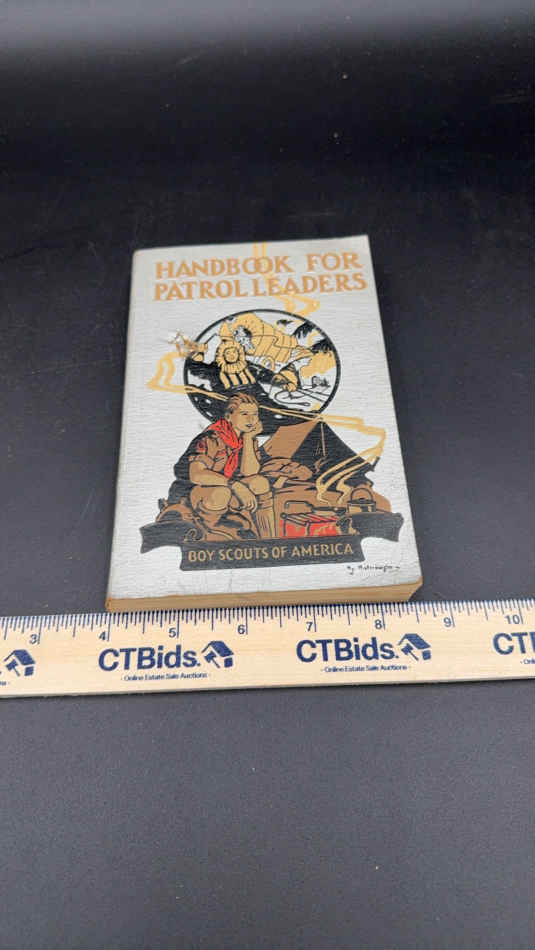 HANDBOOK FOR
PATROL LEADERS
BOY SCOUTS OF AMERICA
3 4 5 6 7 8 9 10
CTBids. CTBids. CTB
- Online Estate Sale Auctions - - Online Estate Sale Auctions -